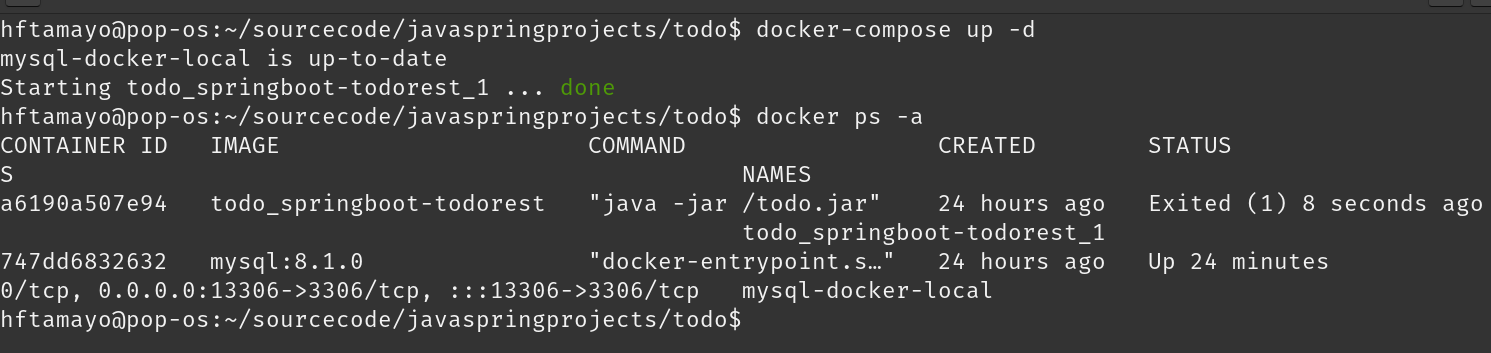 hftamayo@pop-os:~/sourcecode/javaspringprojects/todo$ docker-compose up -d
mysql-docker-local is up-to-date
Starting todo_springboot-todorest_1 ... done
hftamayo@pop-os:~/sourcecode/javaspringprojects/todo$ docker ps -a
CONTAINER ID   IMAGE                      COMMAND                  CREATED        STATUS
S                                                    NAMES
a6190a507e94   todo_springboot-todorest   "java -jar /todo.jar"    24 hours ago   Exited (1) 8 seconds ago
                                                     todo_springboot-todorest_1
747dd6832632   mysql:8.1.0                "docker-entrypoint.s…"   24 hours ago   Up 24 minutes
0/tcp, 0.0.0.0:13306->3306/tcp, :::13306->3306/tcp   mysql-docker-local
hftamayo@pop-os:~/sourcecode/javaspringprojects/todo$